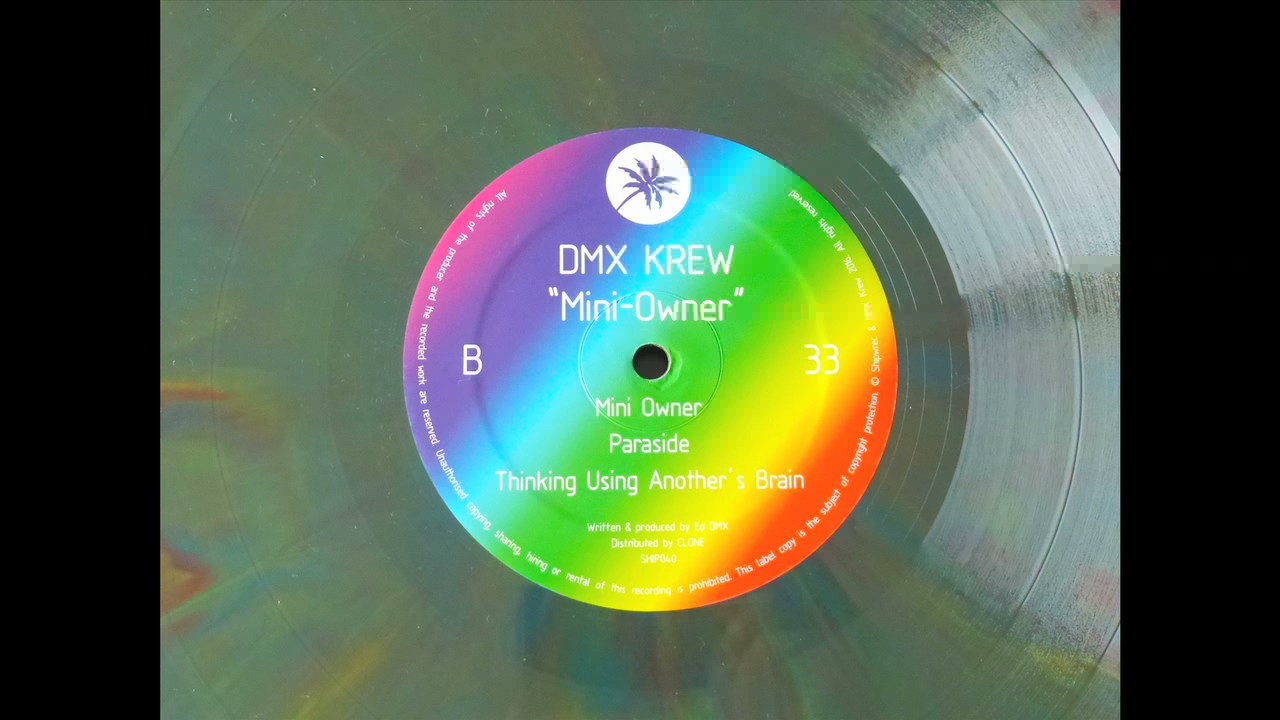 DMX KREW
"Mini-Owner"
B
33
Mini Owner
Paraside
Thinking Using Another's Brain
Written & produced by Ed DMX
Distributed by CLONE
SHIP040
All rights of the producer and the recorded work are reserved. Unauthorised copying, sharing, hiring or rental of this recording is prohibited. This label copy is the subject of copyright protection. © Shipwrec & DMX Krew 2016. All rights reserved